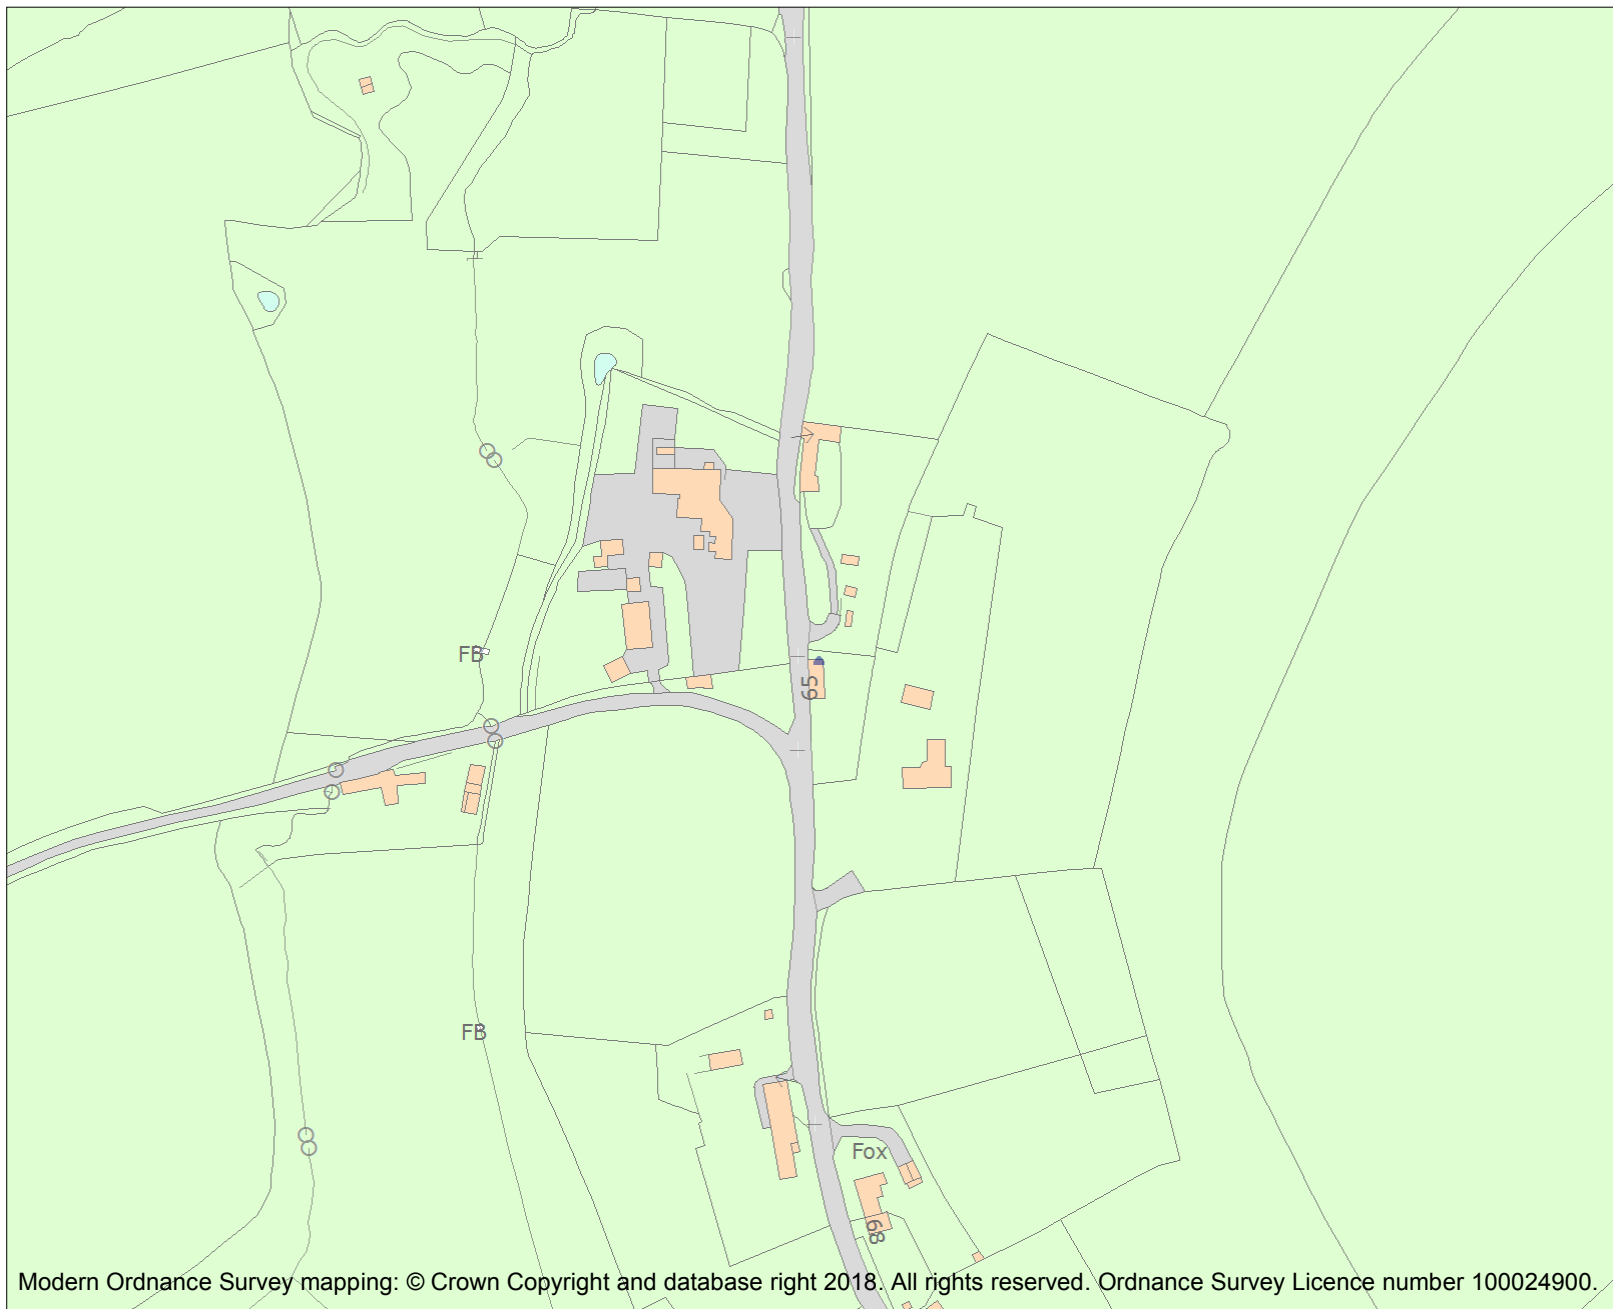 FB
65
FB
Fox
68
Modern Ordnance Survey mapping: © Crown Copyright and database right 2018. All rights reserved. Ordnance Survey Licence number 100024900.